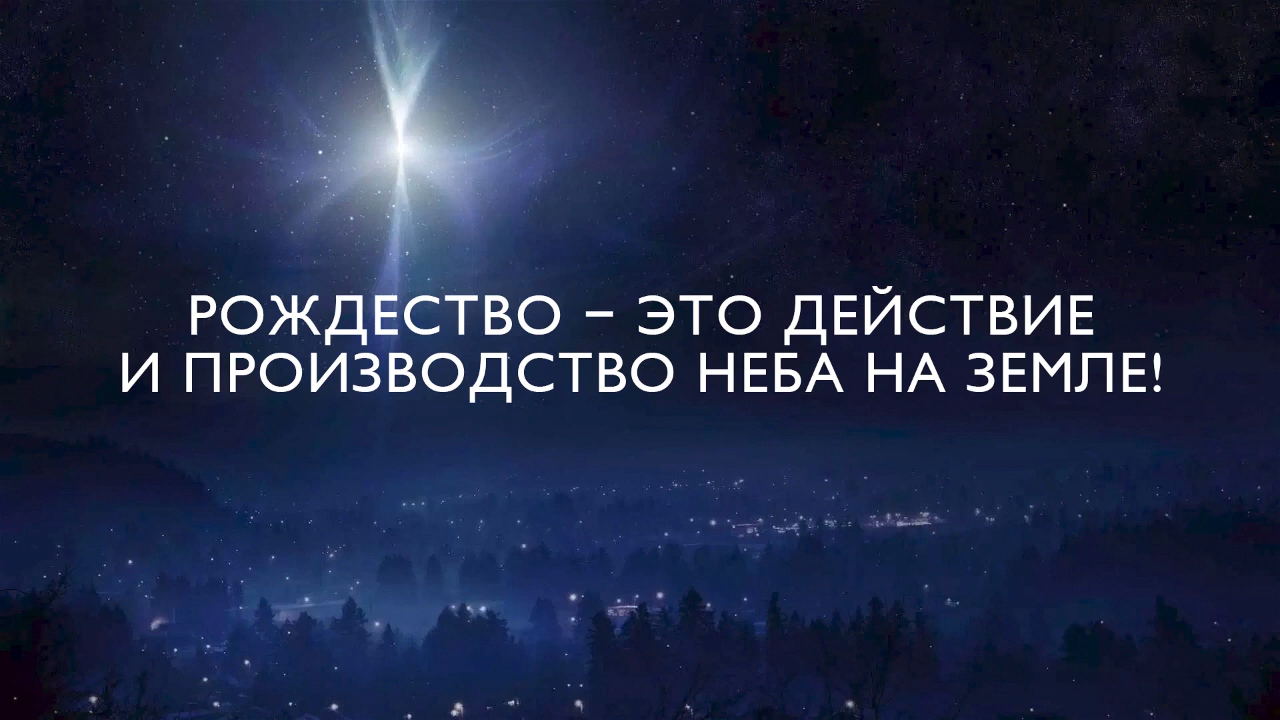 РОЖДЕСТВО – ЭТО ДЕЙСТВИЕ
И ПРОИЗВОДСТВО НЕБА НА ЗЕМЛЕ!